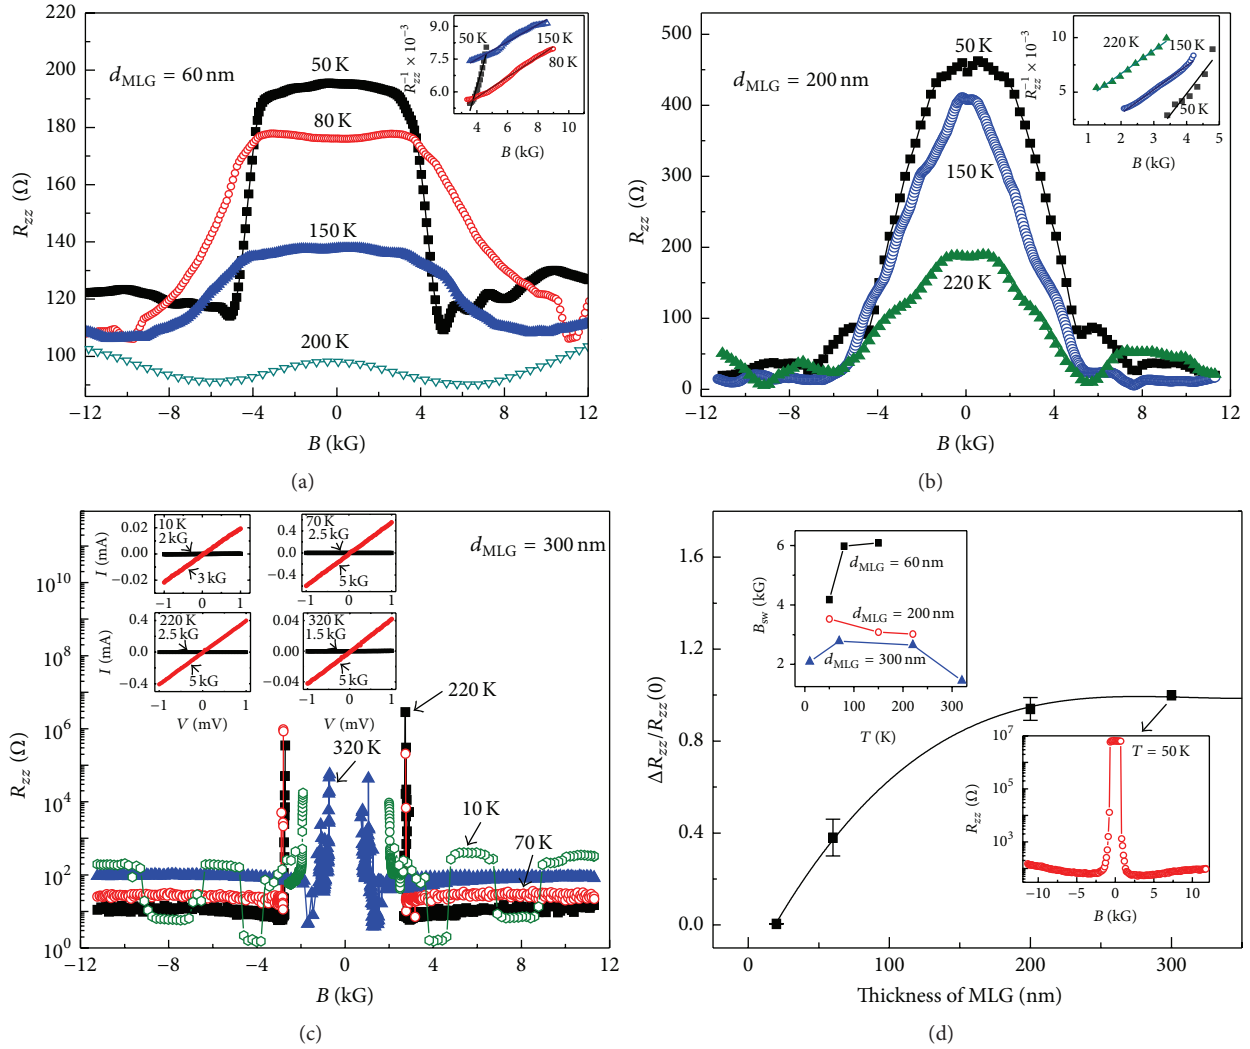 220
200
180
160
140
120
100
R_zz (Ω)
d_MLG = 60 nm
50 K
80 K
150 K
200 K
−12 −8 −4 0 4 8 12
B (kG)
(a)
R_zz^−1 × 10^−3
9.0
7.5
6.0
50 K
150 K
80 K
4 6 8 10
B (kG)
500
400
300
200
100
0
R_zz (Ω)
d_MLG = 200 nm
50 K
150 K
220 K
−12 −8 −4 0 4 8 12
B (kG)
(b)
R_zz^−1 × 10^−3
10
5
220 K
150 K
50 K
1 2 3 4 5
B (kG)
10^10
10^8
10^6
10^4
10^2
10^0
R_zz (Ω)
d_MLG = 300 nm
220 K
320 K
10 K
70 K
−12 −8 −4 0 4 8 12
B (kG)
(c)
I (mA)
0.02
0.00
−0.02
10 K
2 kG
3 kG
−1 0 1
0.4
0.0
−0.4
70 K
2.5 kG
5 kG
−1 0 1
I (mA)
0.4
0.0
−0.4
220 K
2.5 kG
5 kG
−1 0 1
V (mV)
0.04
0.00
−0.04
320 K
1.5 kG
5 kG
−1 0 1
V (mV)
1.6
1.2
0.8
0.4
0.0
ΔR_zz/R_zz(0)
0 100 200 300
Thickness of MLG (nm)
(d)
B_sw (kG)
6
4
2
d_MLG = 60 nm
d_MLG = 200 nm
d_MLG = 300 nm
0 100 200 300
T (K)
R_zz (Ω)
10^7
10^5
10^3
T = 50 K
−10 −5 0 5 10
B (kG)